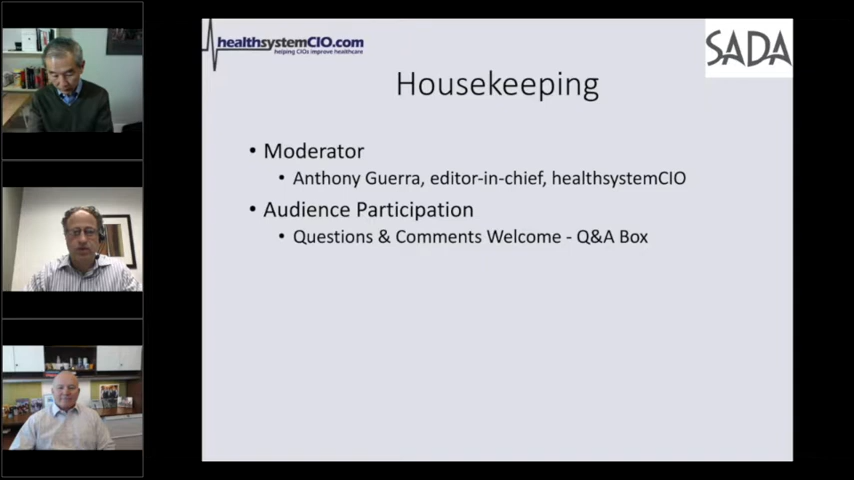 healthsystemCIO.com
helping CIOs improve healthcare
SADA
Housekeeping
• Moderator
• Anthony Guerra, editor-in-chief, healthsystemCIO
• Audience Participation
• Questions & Comments Welcome - Q&A Box